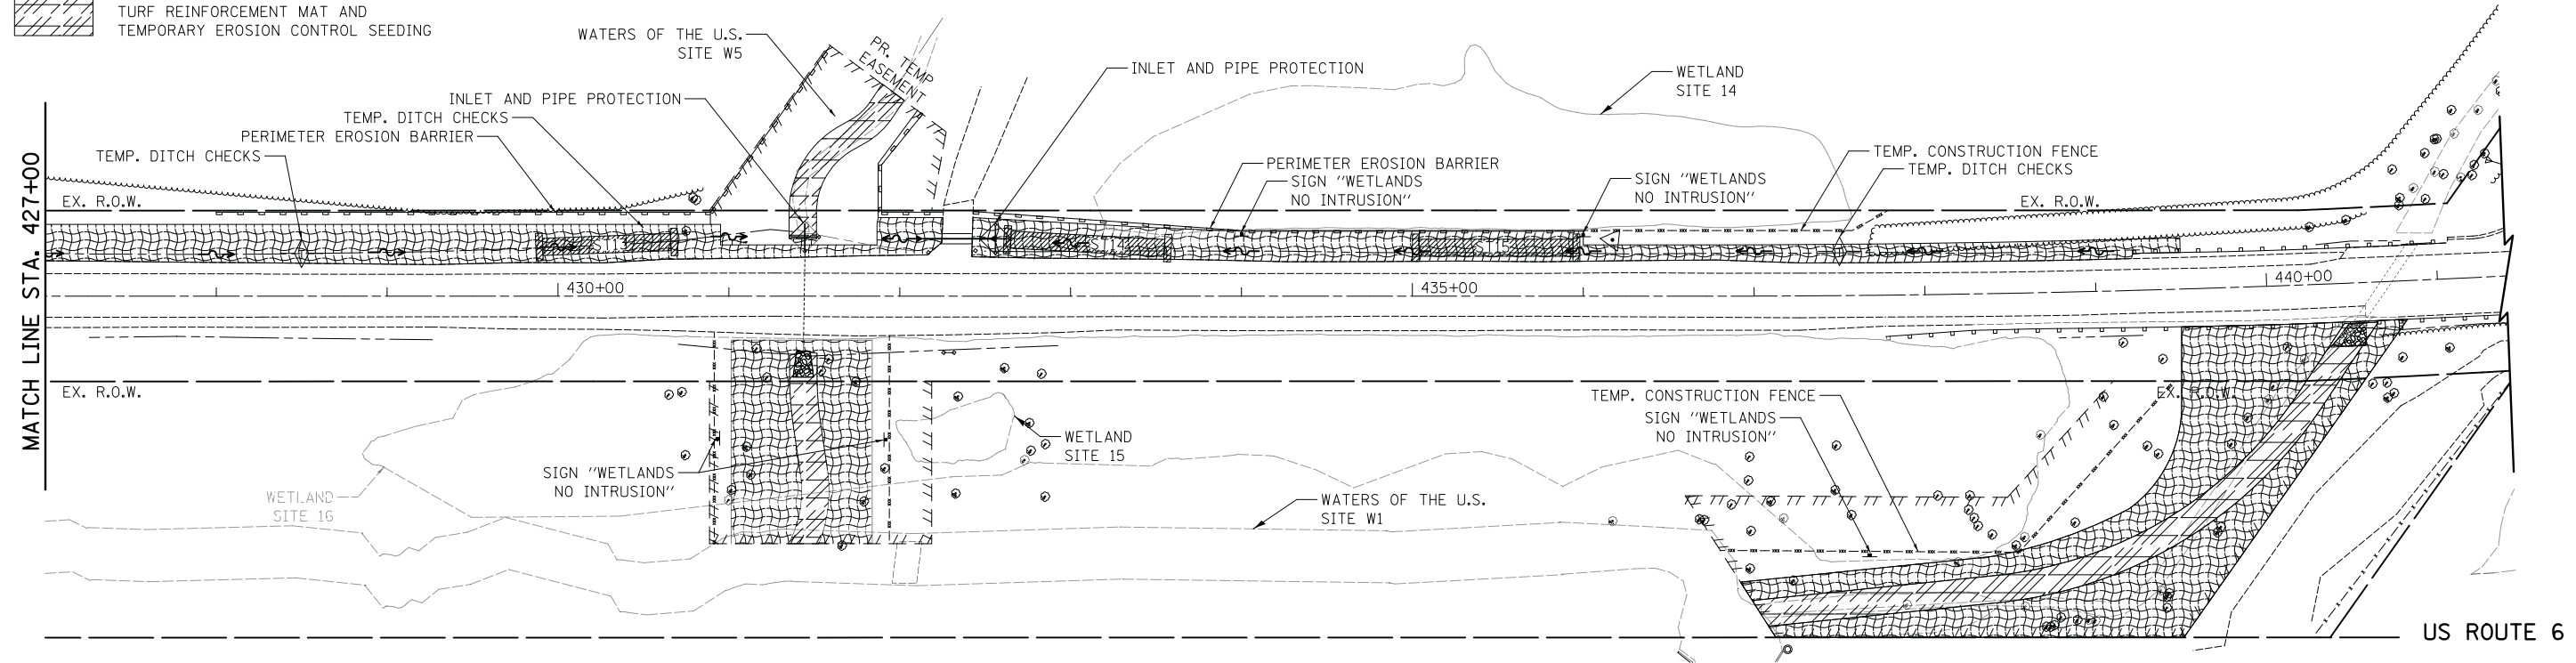 TURF REINFORCEMENT MAT AND
TEMPORARY EROSION CONTROL SEEDING
WATERS OF THE U.S.
SITE W5
PR. TEMP
EASEMENT
INLET AND PIPE PROTECTION
WETLAND
SITE 14
INLET AND PIPE PROTECTION
TEMP. DITCH CHECKS
PERIMETER EROSION BARRIER
TEMP. DITCH CHECKS
PERIMETER EROSION BARRIER
SIGN "WETLANDS
NO INTRUSION"
SIGN "WETLANDS
NO INTRUSION"
TEMP. CONSTRUCTION FENCE
TEMP. DITCH CHECKS
EX. R.O.W.
EX. R.O.W.
MATCH LINE STA. 427+00
430+00
435+00
440+00
EX. R.O.W.
EX. R.O.W.
TEMP. CONSTRUCTION FENCE
SIGN "WETLANDS
NO INTRUSION"
WETLAND
SITE 15
SIGN "WETLANDS
NO INTRUSION"
WETLAND
SITE 16
WATERS OF THE U.S.
SITE W1
US ROUTE 6